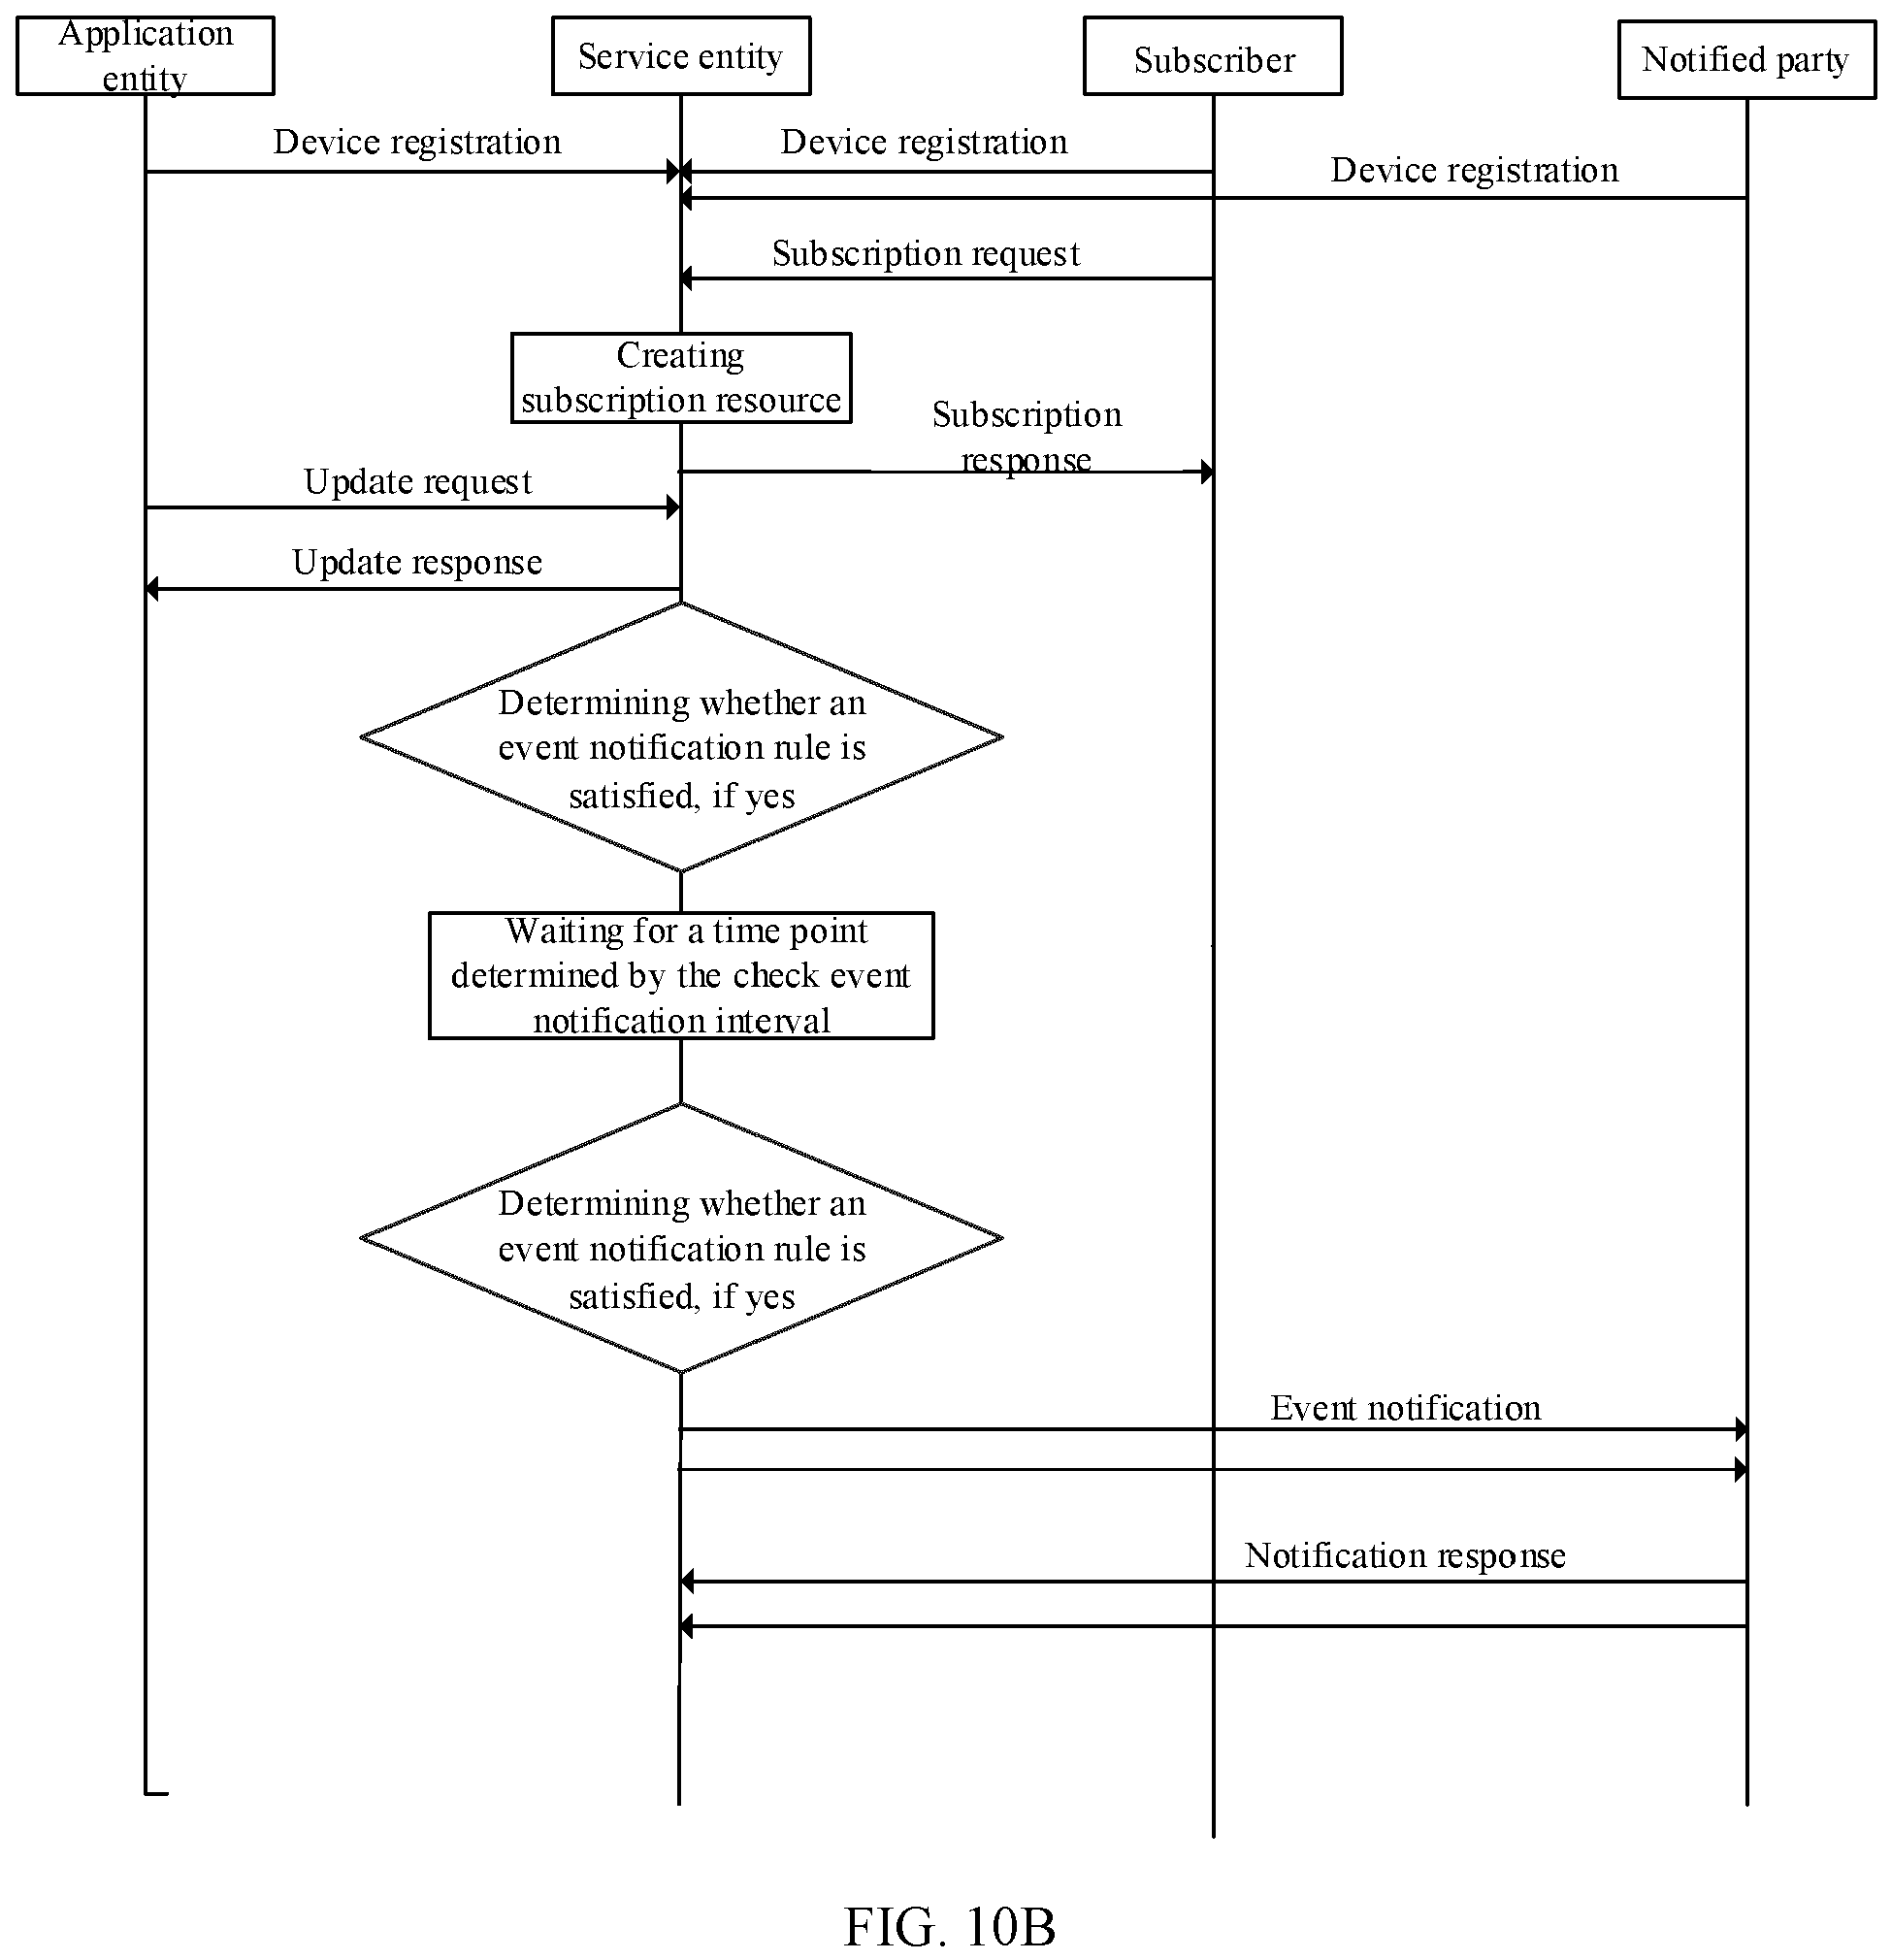 Application
entity
Service entity
Subscriber
Notified party
Device registration
Device registration
Device registration
Subscription request
Creating
subscription resource
Subscription
response
Update request
Update response
Determining whether an
event notification rule is
satisfied, if yes
Waiting for a time point
determined by the check event
notification interval
Determining whether an
event notification rule is
satisfied, if yes
Event notification
Notification response
FIG. 10B